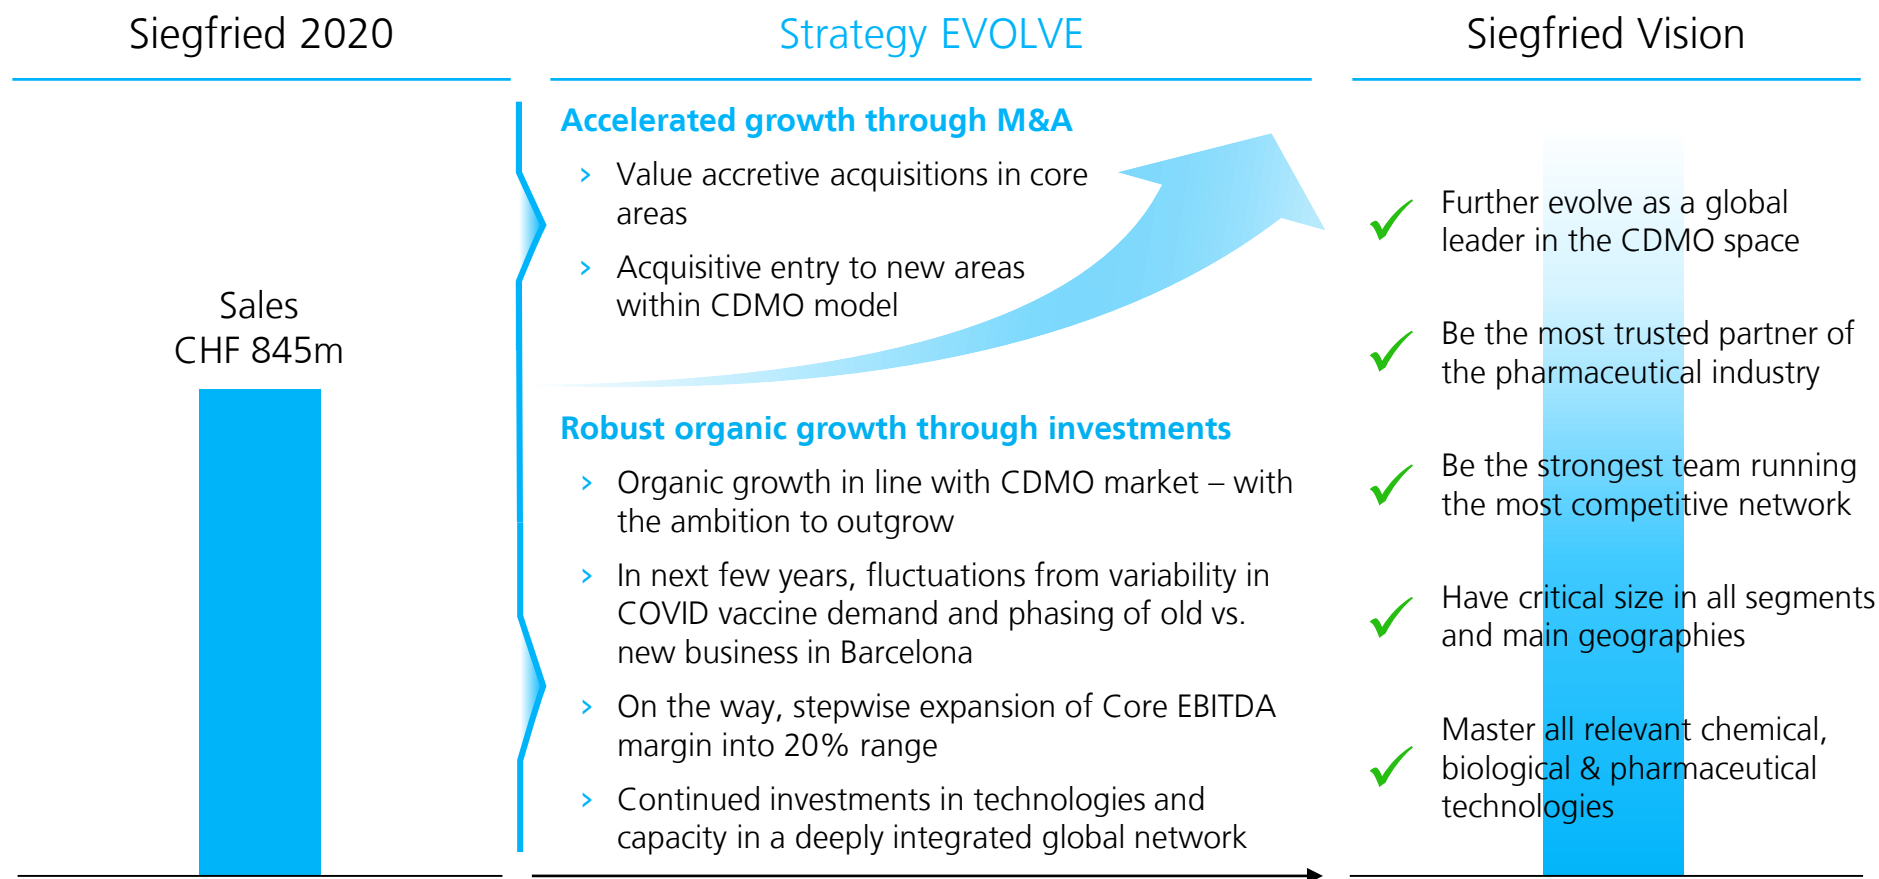 Siegfried 2020
Sales
CHF 845m
Strategy EVOLVE
Accelerated growth through M&A
› Value accretive acquisitions in core
areas
› Acquisitive entry to new areas
within CDMO model
Robust organic growth through investments
› Organic growth in line with CDMO market – with
the ambition to outgrow
› In next few years, fluctuations from variability in
COVID vaccine demand and phasing of old vs.
new business in Barcelona
› On the way, stepwise expansion of Core EBITDA
margin into 20% range
› Continued investments in technologies and
capacity in a deeply integrated global network
Siegfried Vision
Further evolve as a global
leader in the CDMO space
Be the most trusted partner of
the pharmaceutical industry
Be the strongest team running
the most competitive network
Have critical size in all segments
and main geographies
Master all relevant chemical,
biological & pharmaceutical
technologies